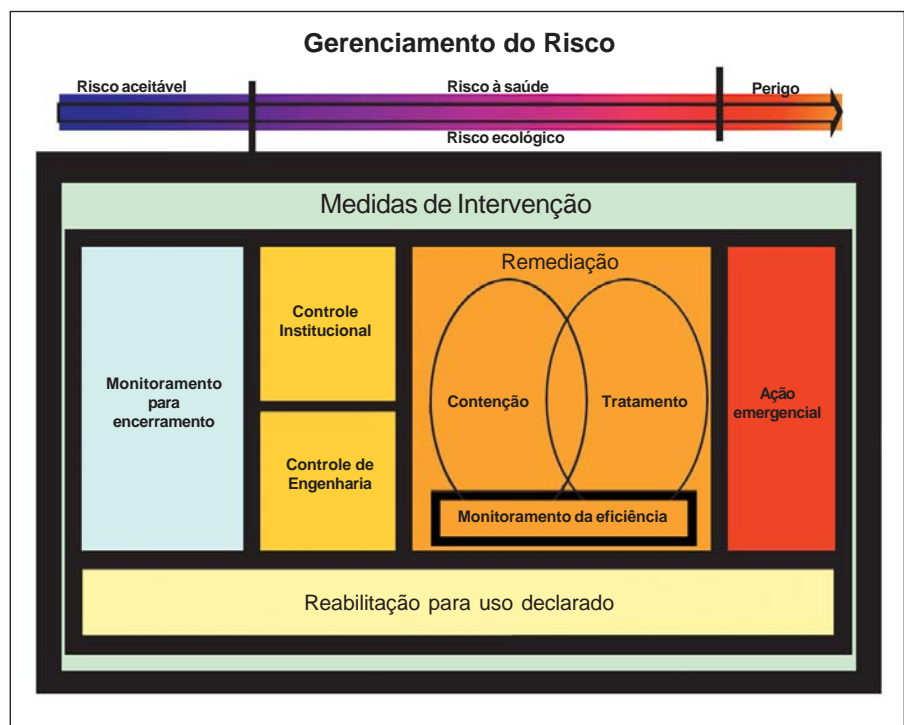 Gerenciamento do Risco
Risco aceitável
Risco à saúde
Perigo
Risco ecológico
Medidas de Intervenção
Monitoramento
para
encerramento
Controle
Institucional
Controle de
Engenharia
Remediação
Contenção
Tratamento
Monitoramento da eficiência
Ação
emergencial
Reabilitação para uso declarado